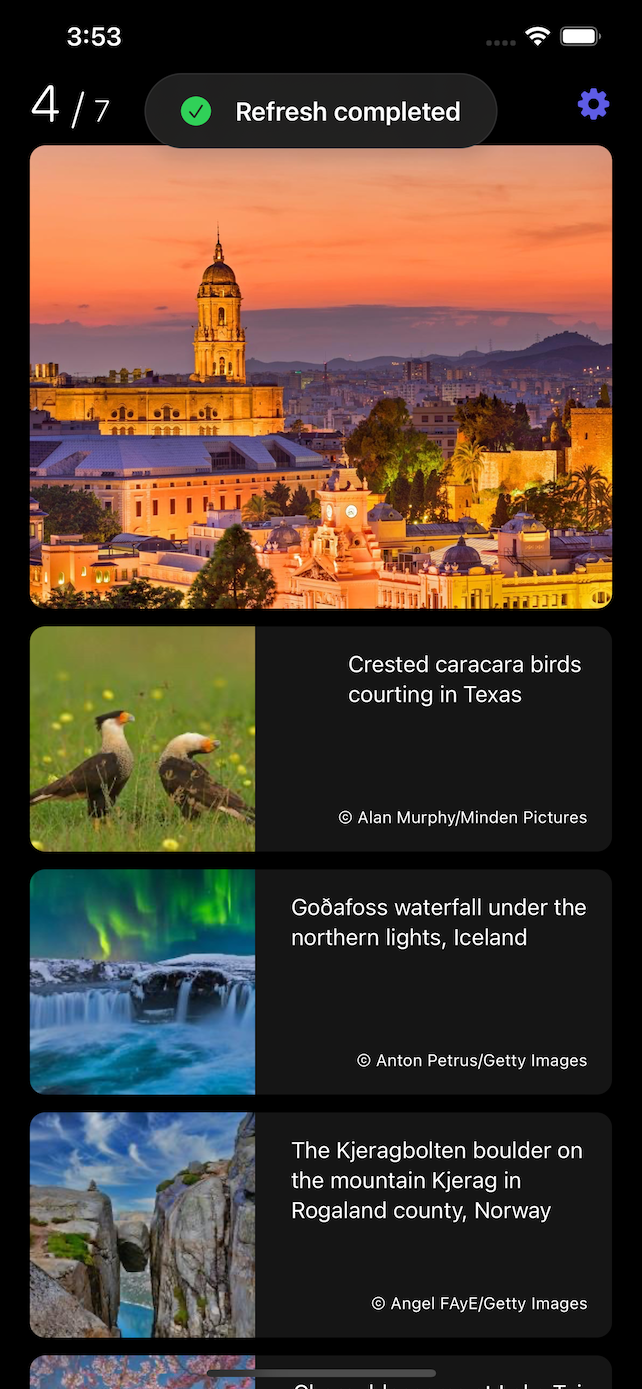 3:53
4 / 7
Refresh completed
Crested caracara birds
courting in Texas
© Alan Murphy/Minden Pictures
Goðafoss waterfall under the
northern lights, Iceland
© Anton Petrus/Getty Images
The Kjeragbolten boulder on
the mountain Kjerag in
Rogaland county, Norway
© Angel FAyE/Getty Images